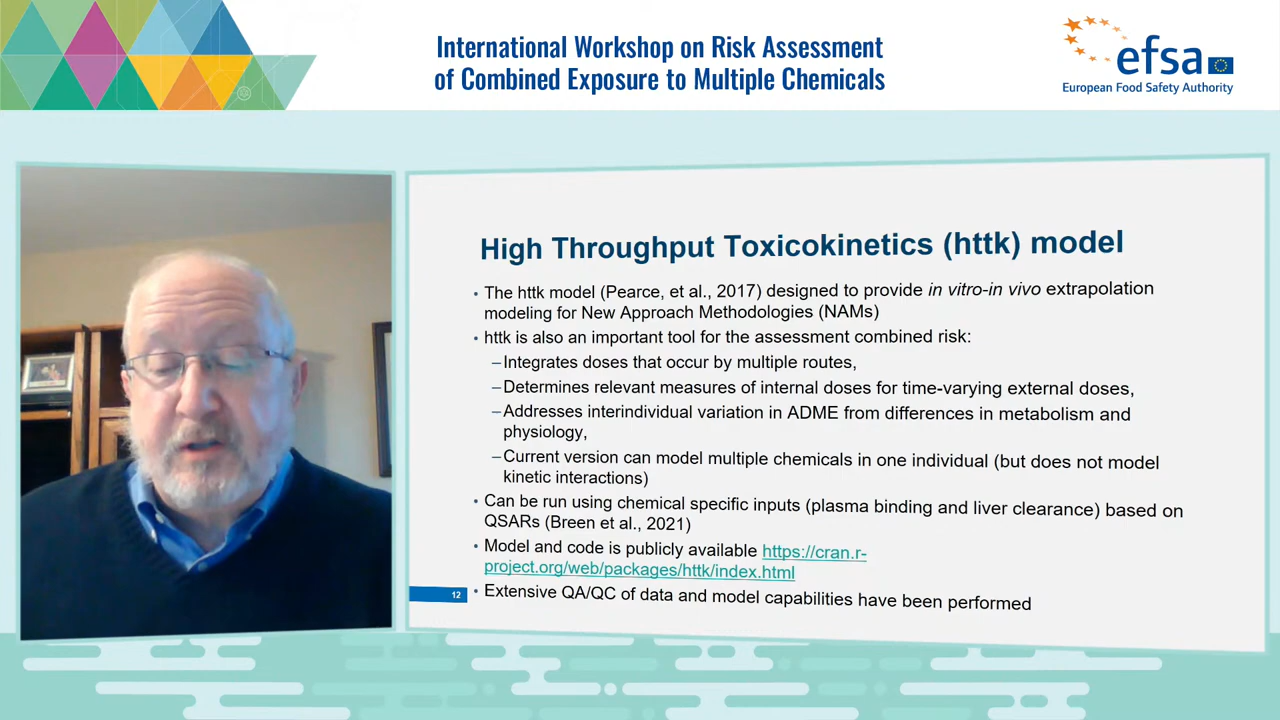 International Workshop on Risk Assessment
of Combined Exposure to Multiple Chemicals
efsa
European Food Safety Authority
High Throughput Toxicokinetics (httk) model
• The httk model (Pearce, et al., 2017) designed to provide in vitro-in vivo extrapolation
modeling for New Approach Methodologies (NAMs)
• httk is also an important tool for the assessment combined risk:
–Integrates doses that occur by multiple routes,
–Determines relevant measures of internal doses for time-varying external doses,
–Addresses interindividual variation in ADME from differences in metabolism and
physiology,
–Current version can model multiple chemicals in one individual (but does not model
kinetic interactions)
• Can be run using chemical specific inputs (plasma binding and liver clearance) based on
QSARs (Breen et al., 2021)
• Model and code is publicly available https://cran.r-
project.org/web/packages/httk/index.html
• Extensive QA/QC of data and model capabilities have been performed
12